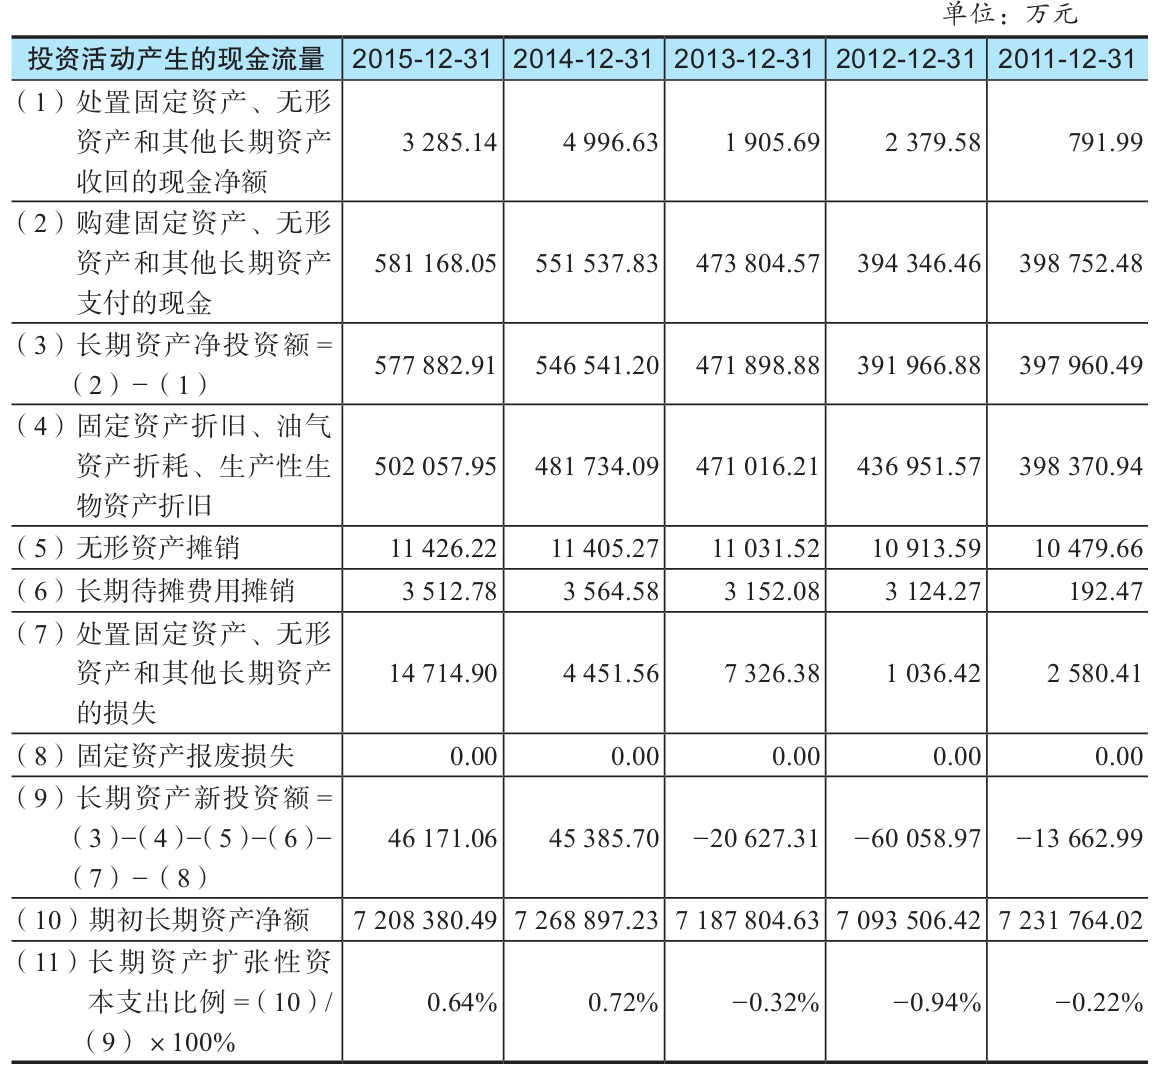 单位：万元
投资活动产生的现金流量 2015-12-31 2014-12-31 2013-12-31 2012-12-31 2011-12-31
（1）处置固定资产、无形
资产和其他长期资产 3 285.14 4 996.63 1 905.69 2 379.58 791.99
收回的现金净额
（2）购建固定资产、无形
资产和其他长期资产 581 168.05 551 537.83 473 804.57 394 346.46 398 752.48
支付的现金
（3）长期资产净投资额=
（2）−（1） 577 882.91 546 541.20 471 898.88 391 966.88 397 960.49
（4）固定资产折旧、油气
资产折耗、生产性生 502 057.95 481 734.09 471 016.21 436 951.57 398 370.94
物资产折旧
（5）无形资产摊销 11 426.22 11 405.27 11 031.52 10 913.59 10 479.66
（6）长期待摊费用摊销 3 512.78 3 564.58 3 152.08 3 124.27 192.47
（7）处置固定资产、无形
资产和其他长期资产 14 714.90 4 451.56 7 326.38 1 036.42 2 580.41
的损失
（8）固定资产报废损失 0.00 0.00 0.00 0.00 0.00
（9）长期资产新投资额=
（3）−（4）−（5）−（6）− 46 171.06 45 385.70 −20 627.31 −60 058.97 −13 662.99
（7）−（8）
（10）期初长期资产净额 7 208 380.49 7 268 897.23 7 187 804.63 7 093 506.42 7 231 764.02
（11）长期资产扩张性资
本支出比例=（10）/ 0.64% 0.72% −0.32% −0.94% −0.22%
（9）×100%